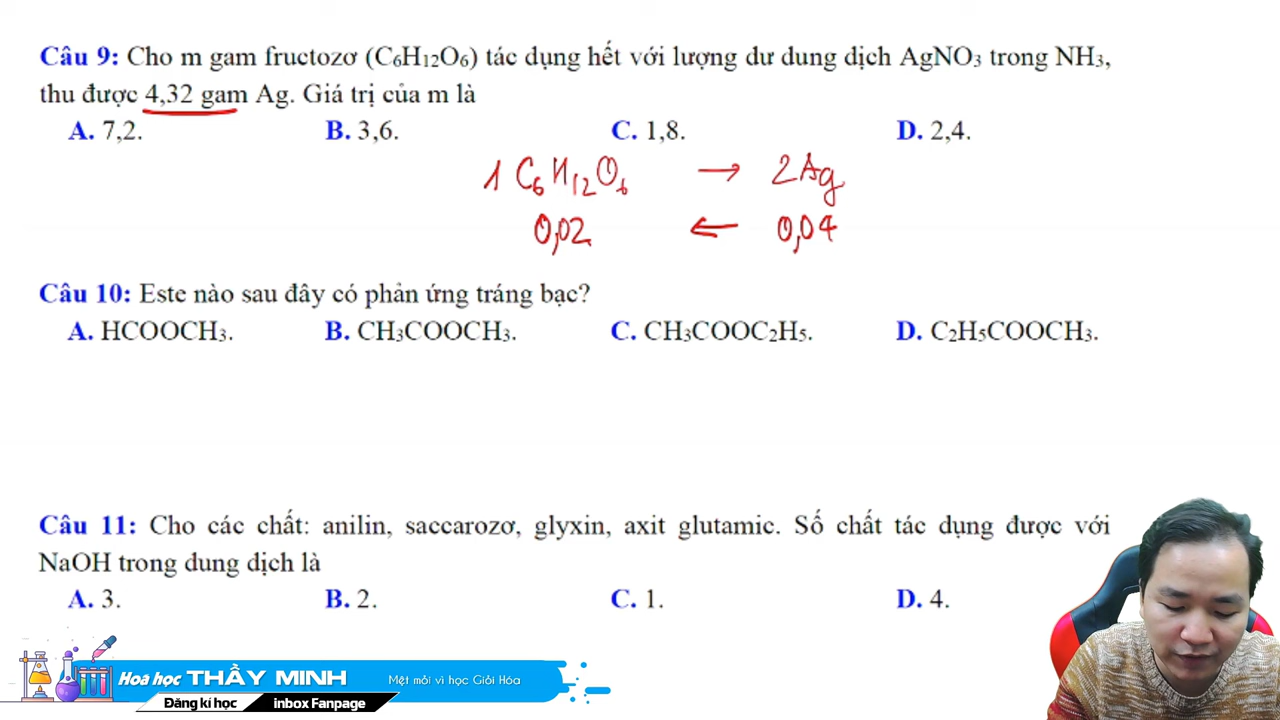 Câu 9: Cho m gam fructozơ (C₆H₁₂O₆) tác dụng hết với lượng dư dung dịch AgNO₃ trong NH₃,
thu được 4,32 gam Ag. Giá trị của m là
A. 7,2. B. 3,6. C. 1,8. D. 2,4.
1 C₆H₁₂O₆ → 2Ag
0,02 ← 0,04
Câu 10: Este nào sau đây có phản ứng tráng bạc?
A. HCOOCH₃. B. CH₃COOCH₃. C. CH₃COOC₂H₅. D. C₂H₅COOCH₃.
Câu 11: Cho các chất: anilin, saccarozơ, glyxin, axit glutamic. Số chất tác dụng được với
NaOH trong dung dịch là
A. 3. B. 2. C. 1. D. 4.
Hoá học THẦY MINH Mệt mỏi vì học Giỏi Hóa
Đăng kí học inbox Fanpage